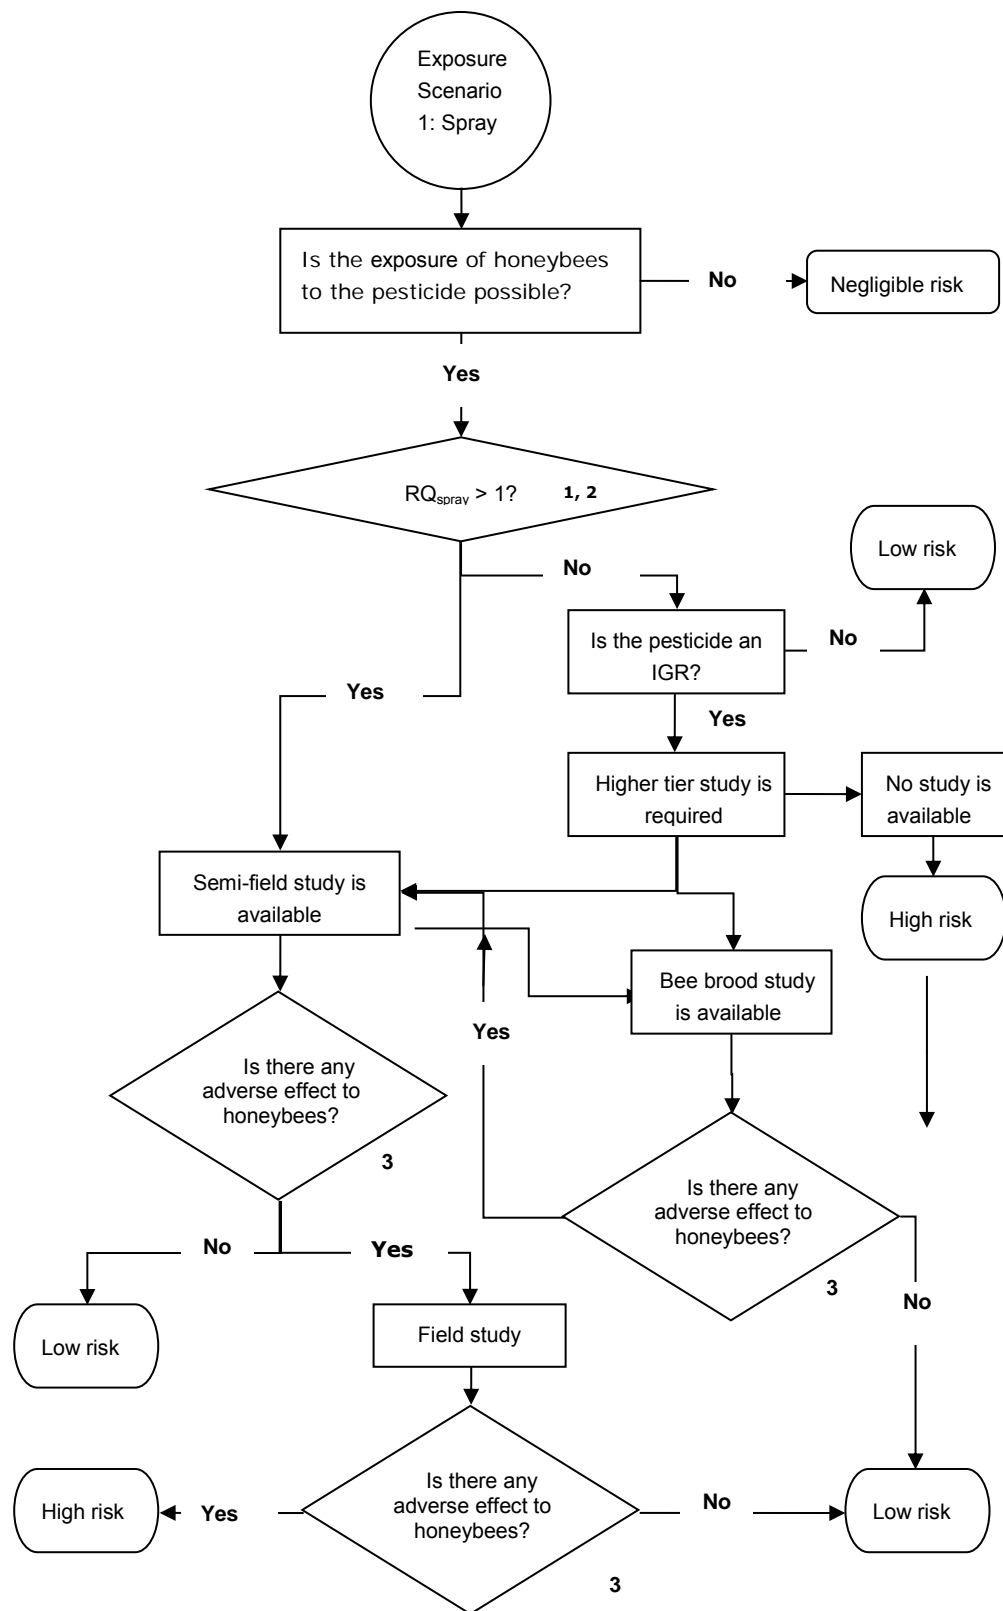 Exposure
Scenario
1: Spray
Is the exposure of honeybees
to the pesticide possible?
No
Negligible risk
Yes
RQspray > 1?
1, 2
Low risk
No
Is the pesticide an
IGR?
No
Yes
Yes
Higher tier study is
required
No study is
available
Semi-field study is
available
High risk
Bee brood study
is available
Yes
Is there any
adverse effect to
honeybees?
3
Is there any
adverse effect to
honeybees?
3
No
Yes
No
Low risk
Field study
Is there any
adverse effect to
honeybees?
3
High risk
Yes
No
Low risk